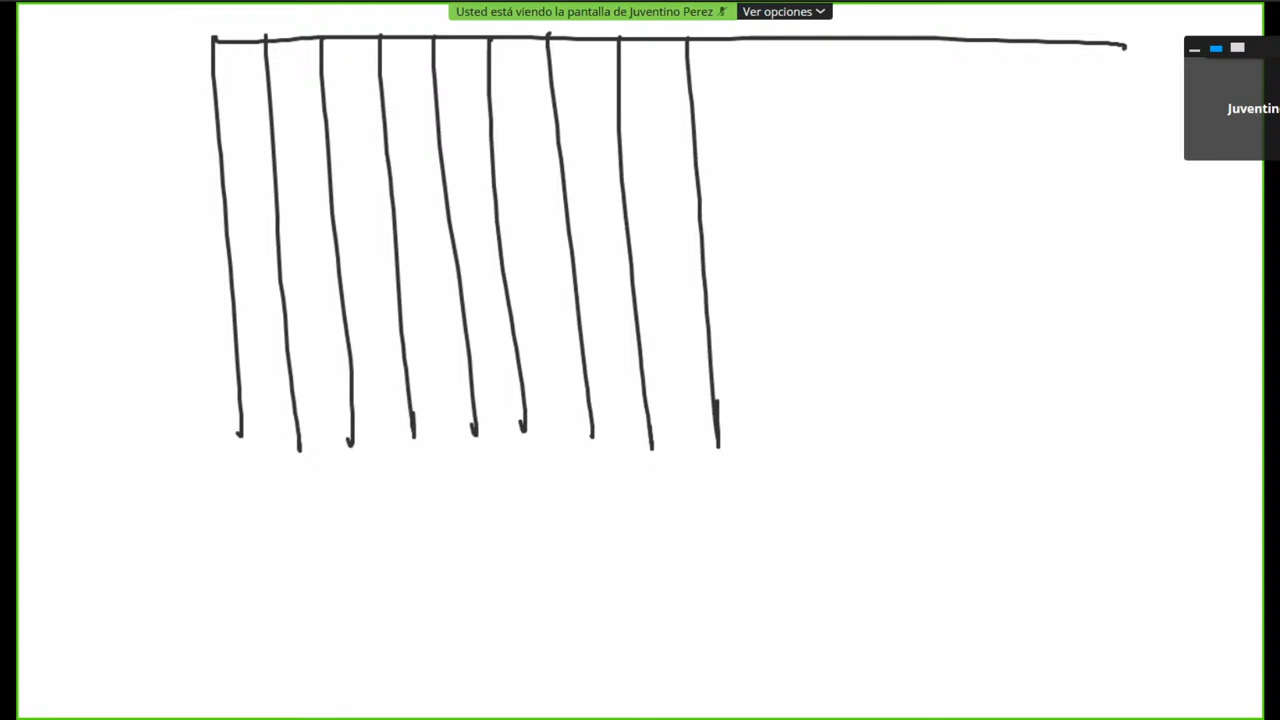 Usted está viendo la pantalla de Juventino Perez
Ver opciones
Juventin